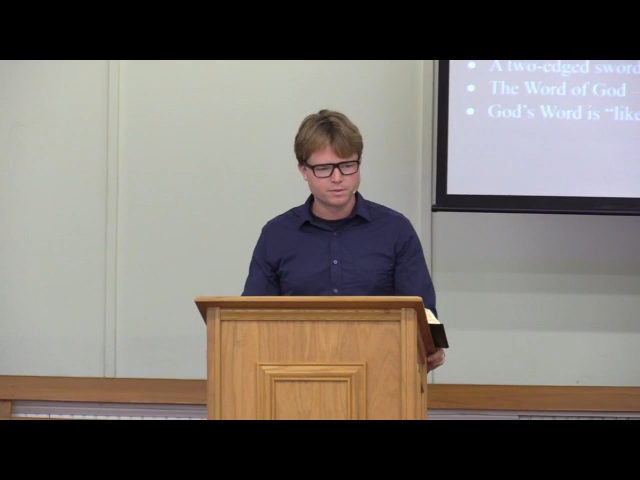 • A two-edged sword
• The Word of God
• God's Word is “like